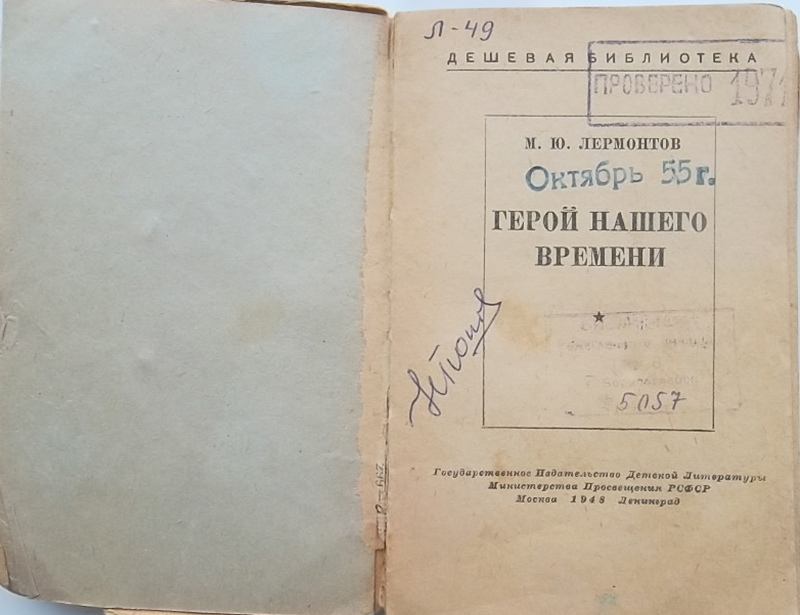 Л-49
ДЕШЕВАЯ БИБЛИОТЕКА
ПРОВЕРЕНО 1971
М. Ю. ЛЕРМОНТОВ
Октябрь 55 г.
ГЕРОЙ НАШЕГО
ВРЕМЕНИ
5057
Государственное Издательство Детской Литературы
Министерства Просвещения РСФСР
Москва 1948 Ленинград